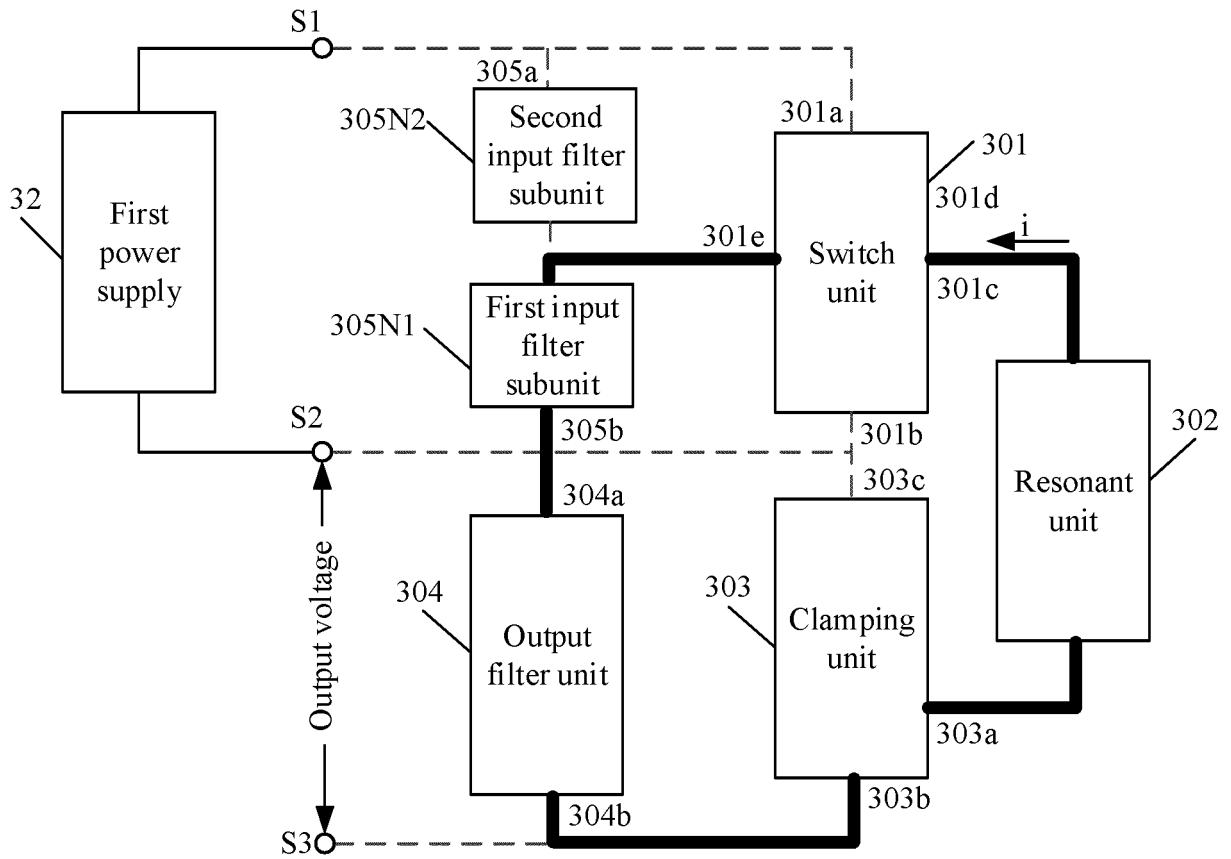 S1
305a
305N2
Second
input filter
subunit
301a
301
301d
32
First
power
supply
301e
Switch
unit
i
301c
305N1
First input
filter
subunit
S2
305b
301b
302
304a
303c
Resonant
unit
Output voltage
304
Output
filter unit
303
Clamping
unit
303a
304b
303b
S3